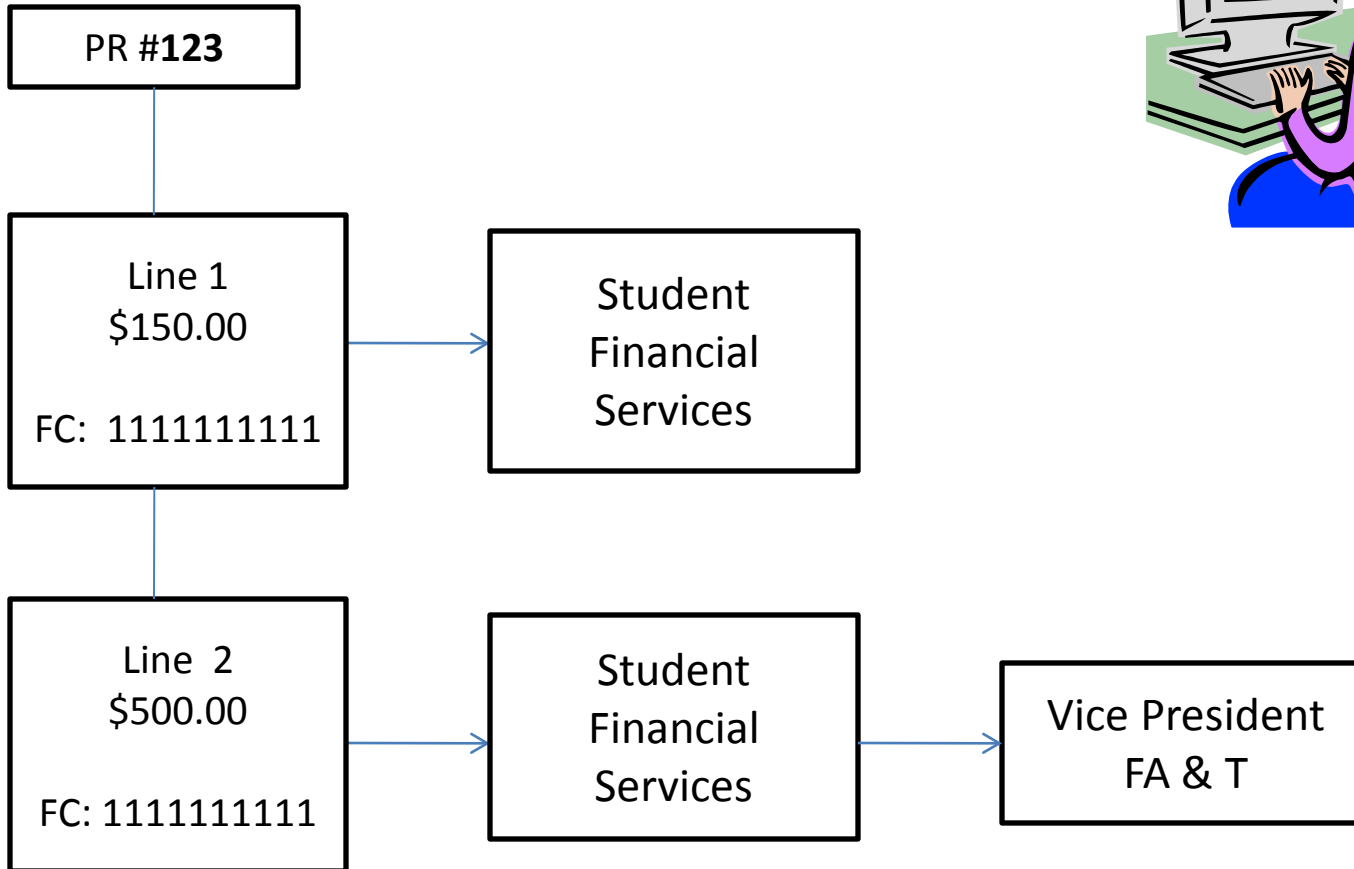 PR #123
Line 1
$150.00
FC: 1111111111
Student
Financial
Services
Line 2
$500.00
FC: 1111111111
Student
Financial
Services
Vice President
FA & T